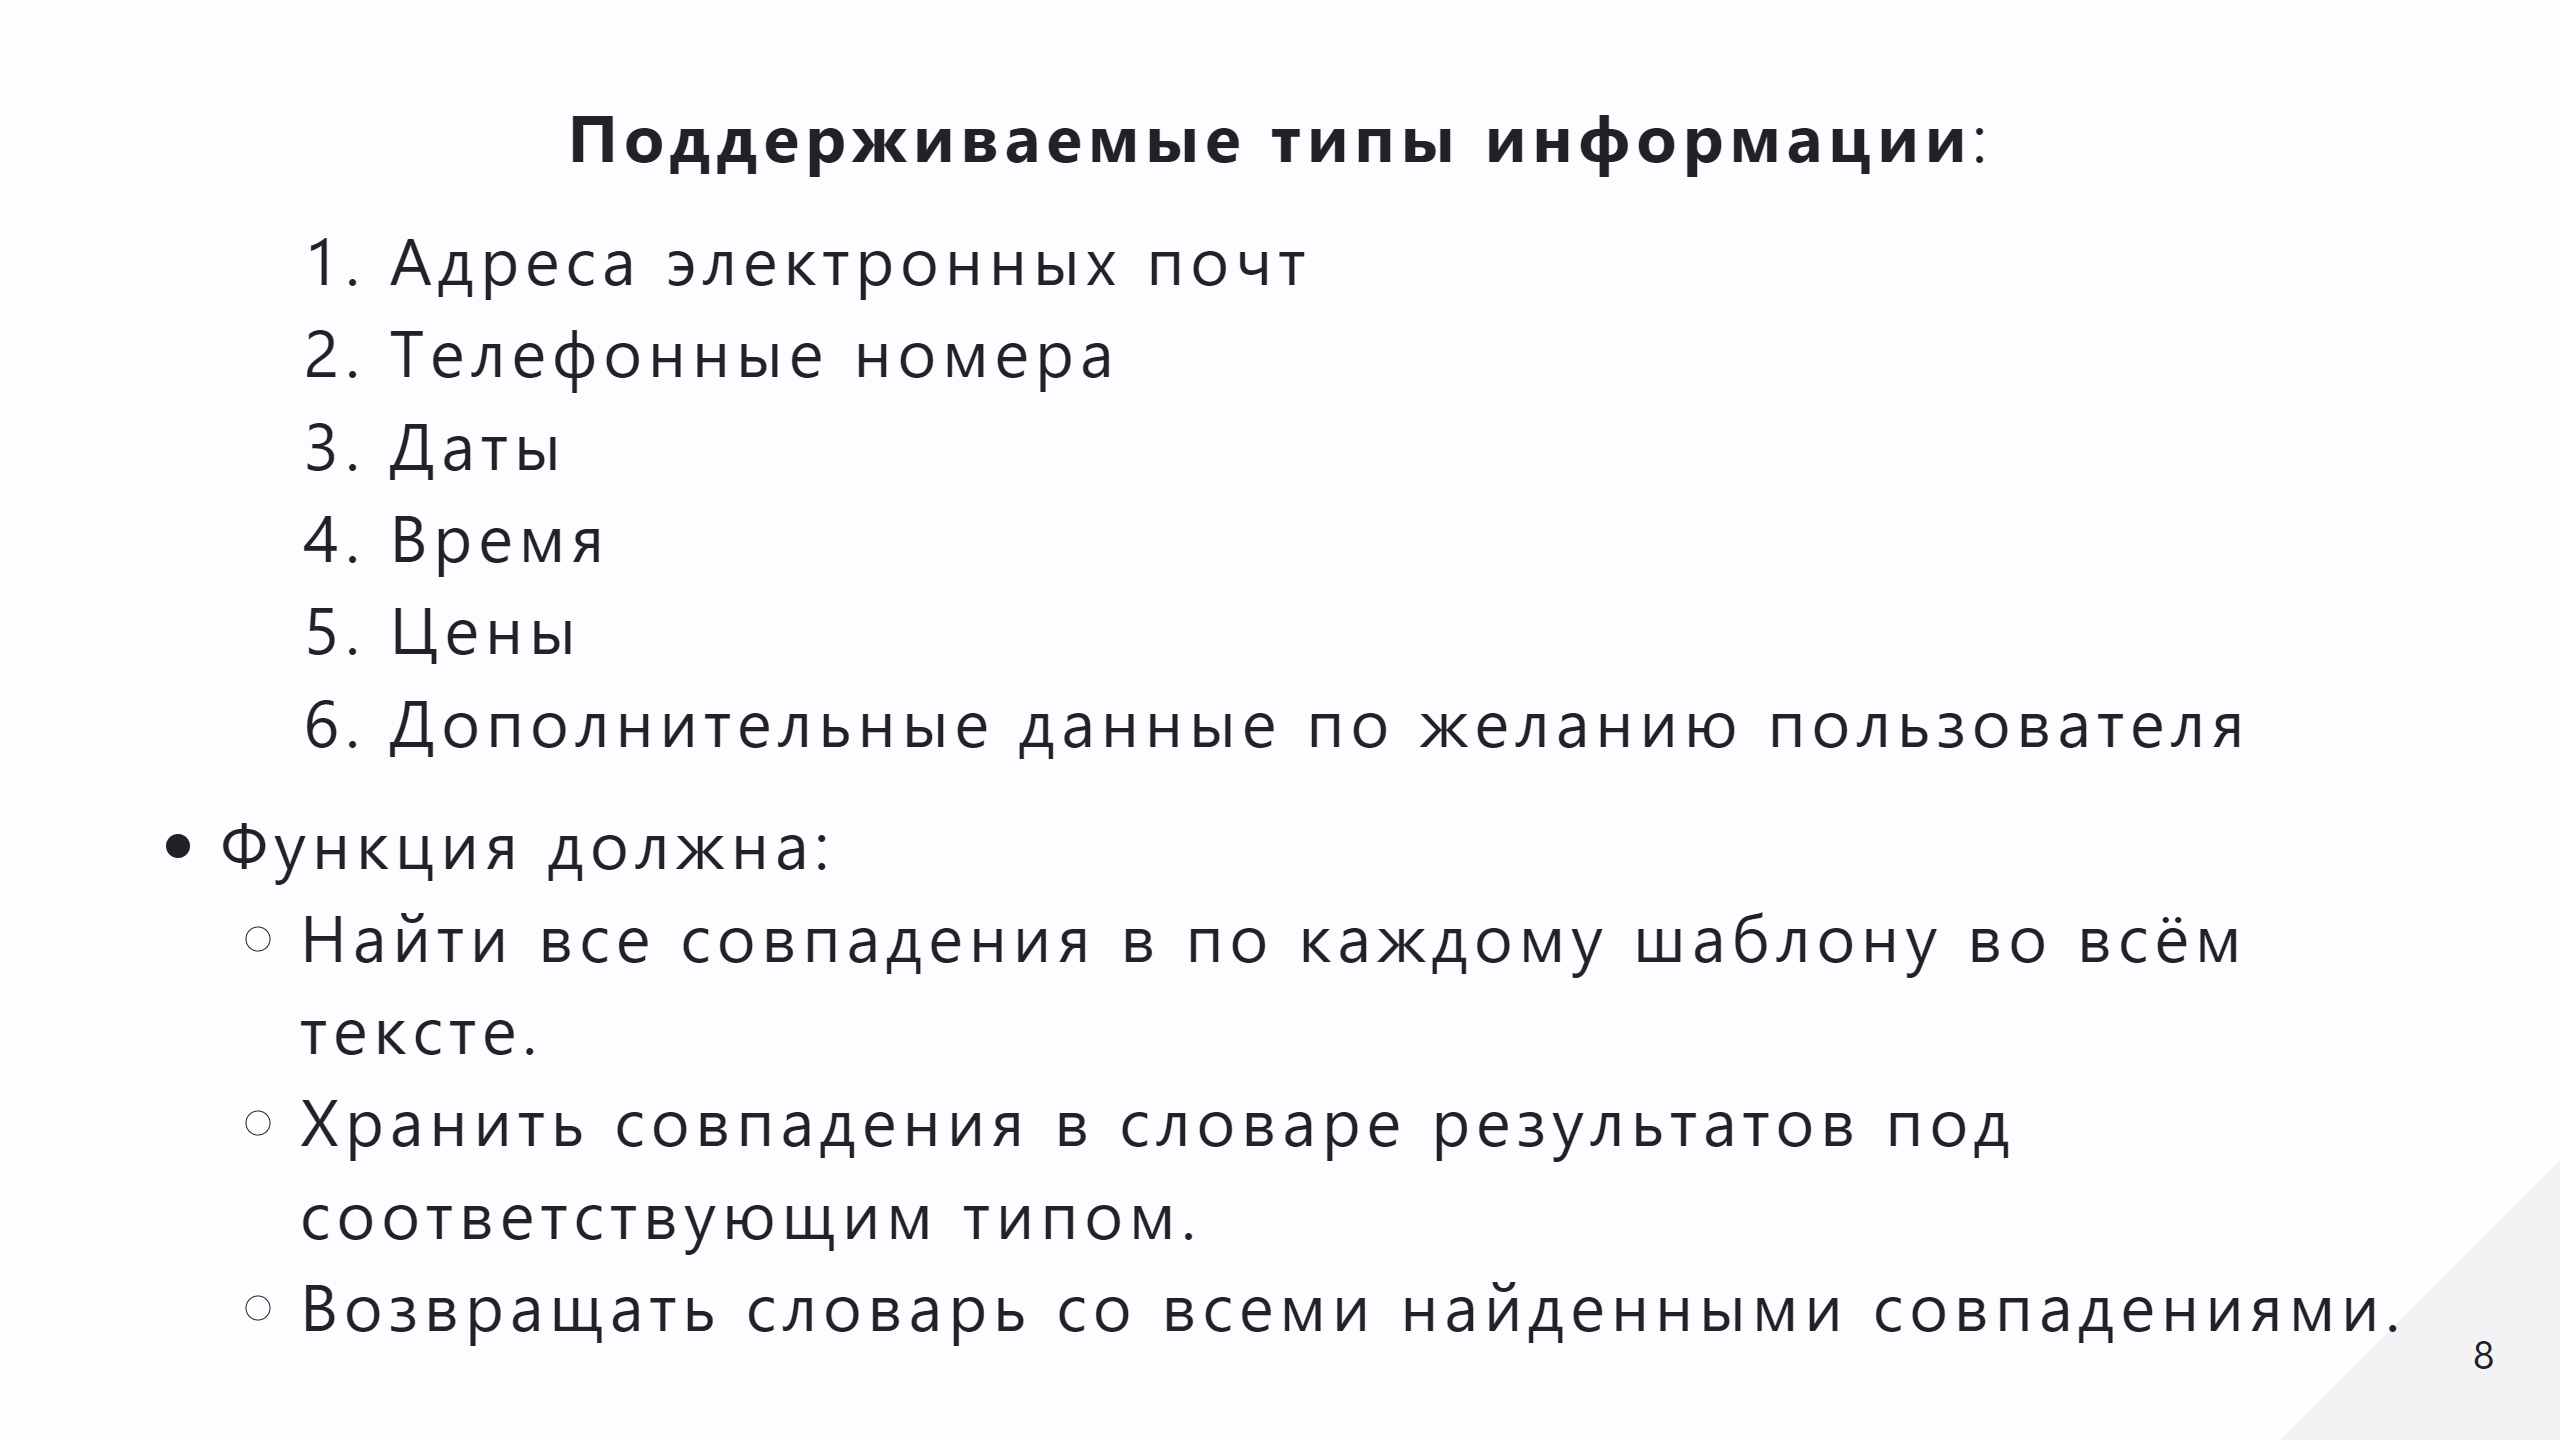 Поддерживаемые типы информации:
1. Адреса электронных почт
2. Телефонные номера
3. Даты
4. Время
5. Цены
6. Дополнительные данные по желанию пользователя
• Функция должна:
○ Найти все совпадения в по каждому шаблону во всём
тексте.
○ Хранить совпадения в словаре результатов под
соответствующим типом.
○ Возвращать словарь со всеми найденными совпадениями.
8